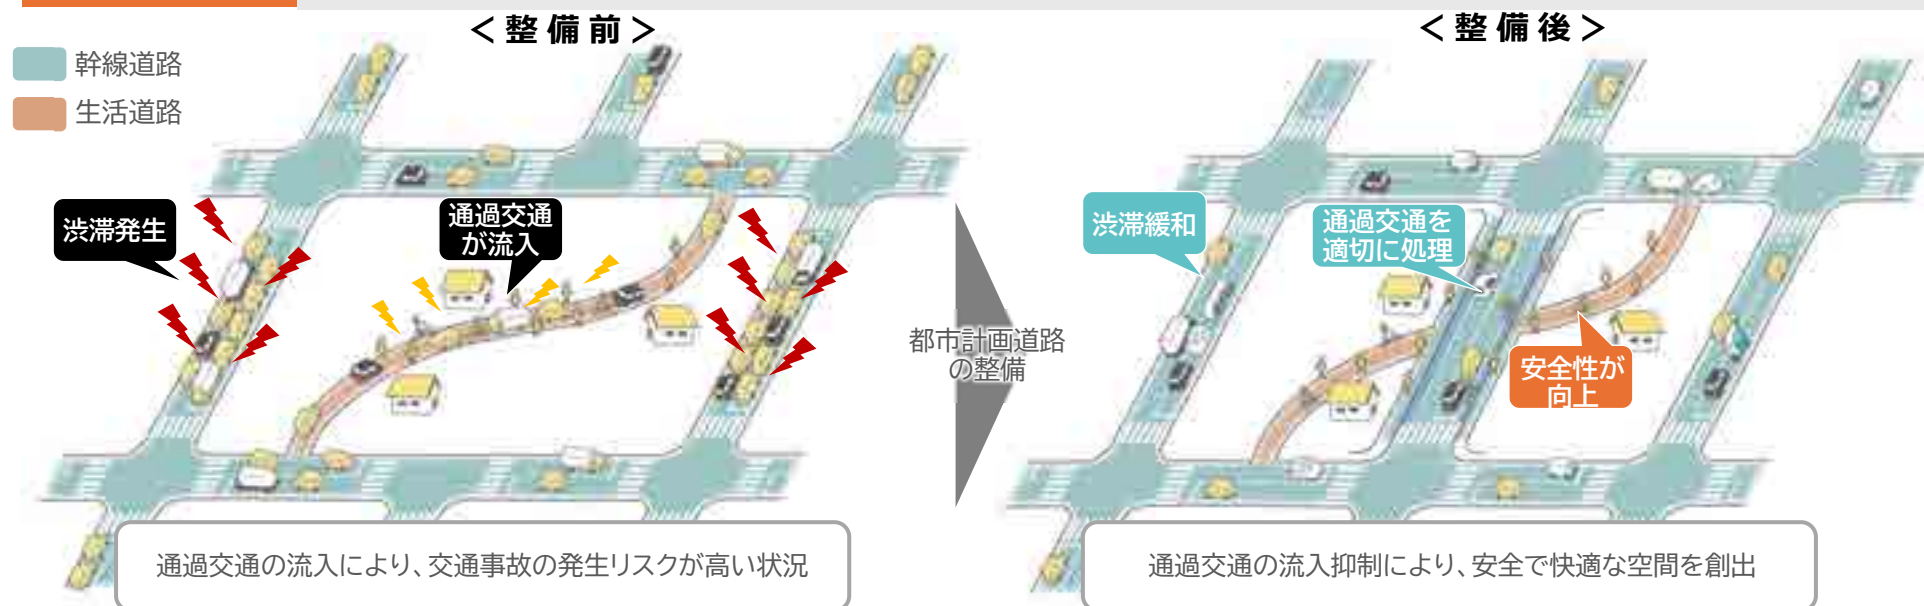 ＜整備前＞
＜整備後＞
幹線道路
生活道路
渋滞発生
通過交通
が流入
渋滞緩和
通過交通を
適切に処理
都市計画道路
の整備
安全性が
向上
通過交通の流入により、交通事故の発生リスクが高い状況
通過交通の流入抑制により、安全で快適な空間を創出